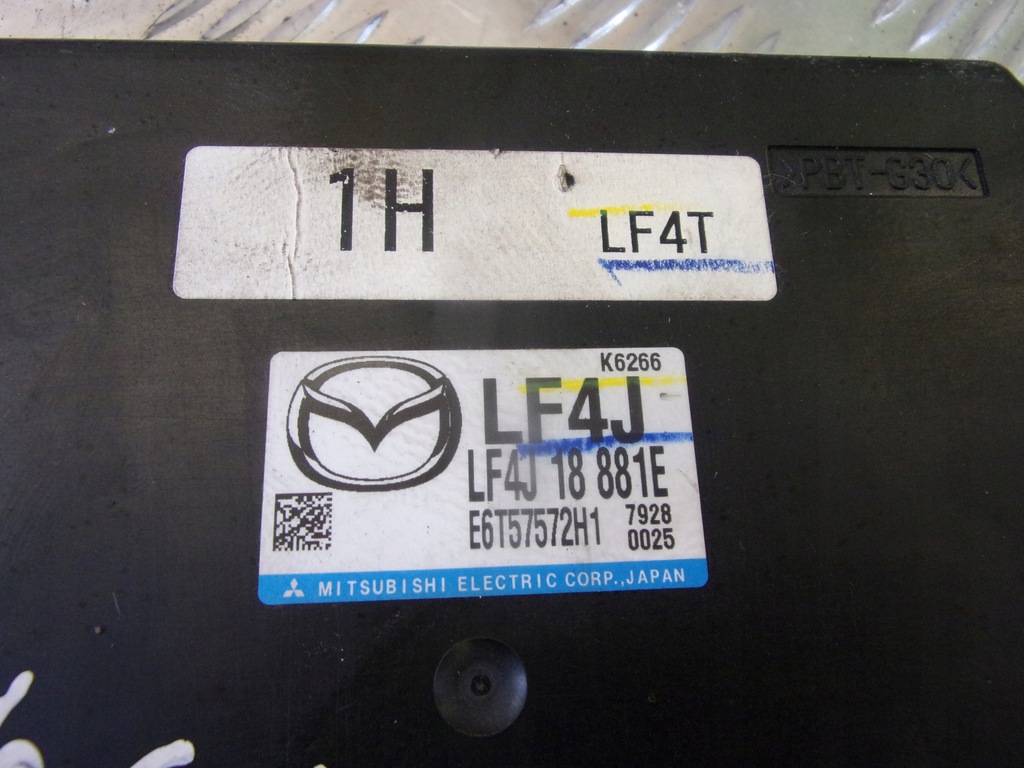 >PBT-G30<
1H
LF4T
K6266
LF4J
LF4J 18 881E
E6T57572H1 7928
0025
MITSUBISHI ELECTRIC CORP.,JAPAN